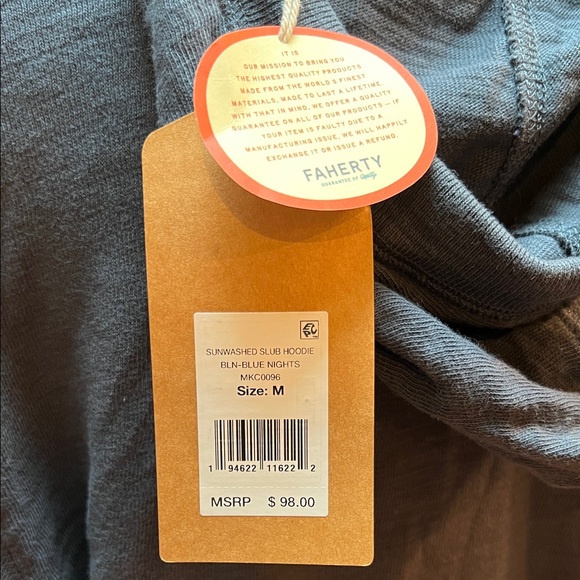 IT IS
OUR MISSION TO BRING YOU
THE HIGHEST QUALITY PRODUCTS
MADE FROM THE WORLD'S FINEST
MATERIALS, MADE TO LAST A LIFETIME.
WITH THAT IN MIND, WE OFFER A QUALITY
GUARANTEE ON ALL OF OUR PRODUCTS — IF
YOUR ITEM IS FAULTY DUE TO A
MANUFACTURING ISSUE, WE WILL HAPPILY
EXCHANGE IT OR ISSUE A REFUND.
FAHERTY
GUARANTEE OF Quality
SUNWASHED SLUB HOODIE
BLN-BLUE NIGHTS
MKC0096
Size: M
1 94622 11622 2
MSRP $ 98.00